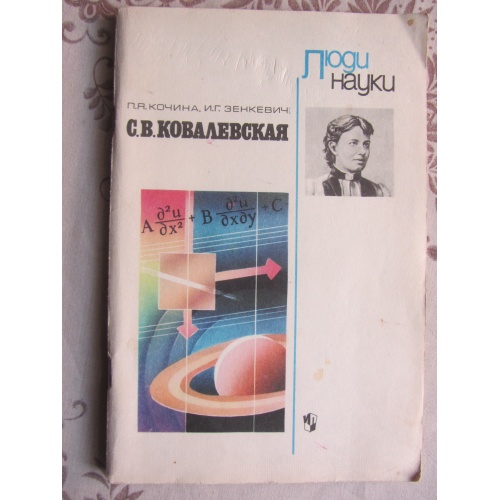 Люди
науки
П.Я.КОЧИНА, И.Г.ЗЕНКЕВИЧ
С.В.КОВАЛЕВСКАЯ
A ∂²u/∂x² + B ∂²u/∂x∂y + C